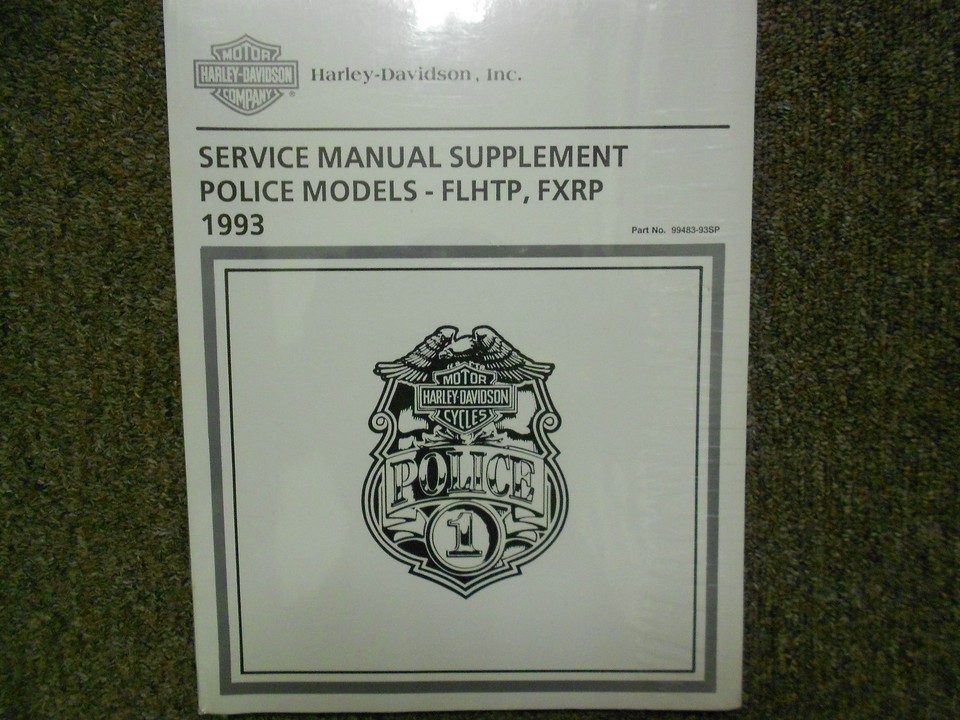 MOTOR
HARLEY-DAVIDSON
COMPANY
®
Harley-Davidson, Inc.
SERVICE MANUAL SUPPLEMENT
POLICE MODELS - FLHTP, FXRP
1993
Part No. 99483-93SP
MOTOR
HARLEY-DAVIDSON
CYCLES
POLICE
1